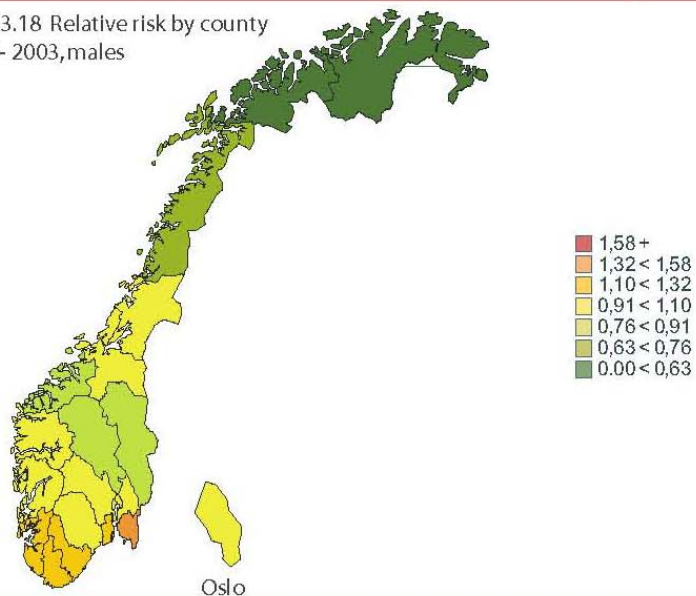 3.18 Relative risk by county
- 2003, males
1,58 +
1,32 < 1,58
1,10 < 1,32
0,91 < 1,10
0,76 < 0,91
0,63 < 0,76
0.00 < 0,63
Oslo